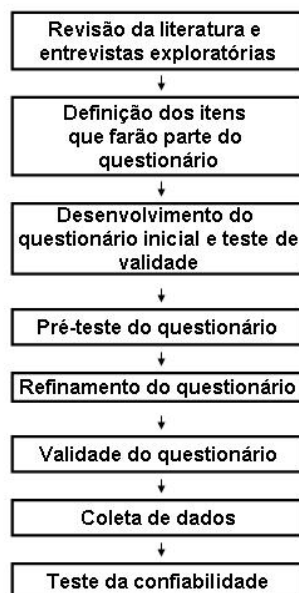 Revisão da literatura e
entrevistas exploratórias
Definição dos itens
que farão parte do
questionário
Desenvolvimento do
questionário inicial e teste de
validade
Pré-teste do questionário
Refinamento do questionário
Validade do questionário
Coleta de dados
Teste da confiabilidade